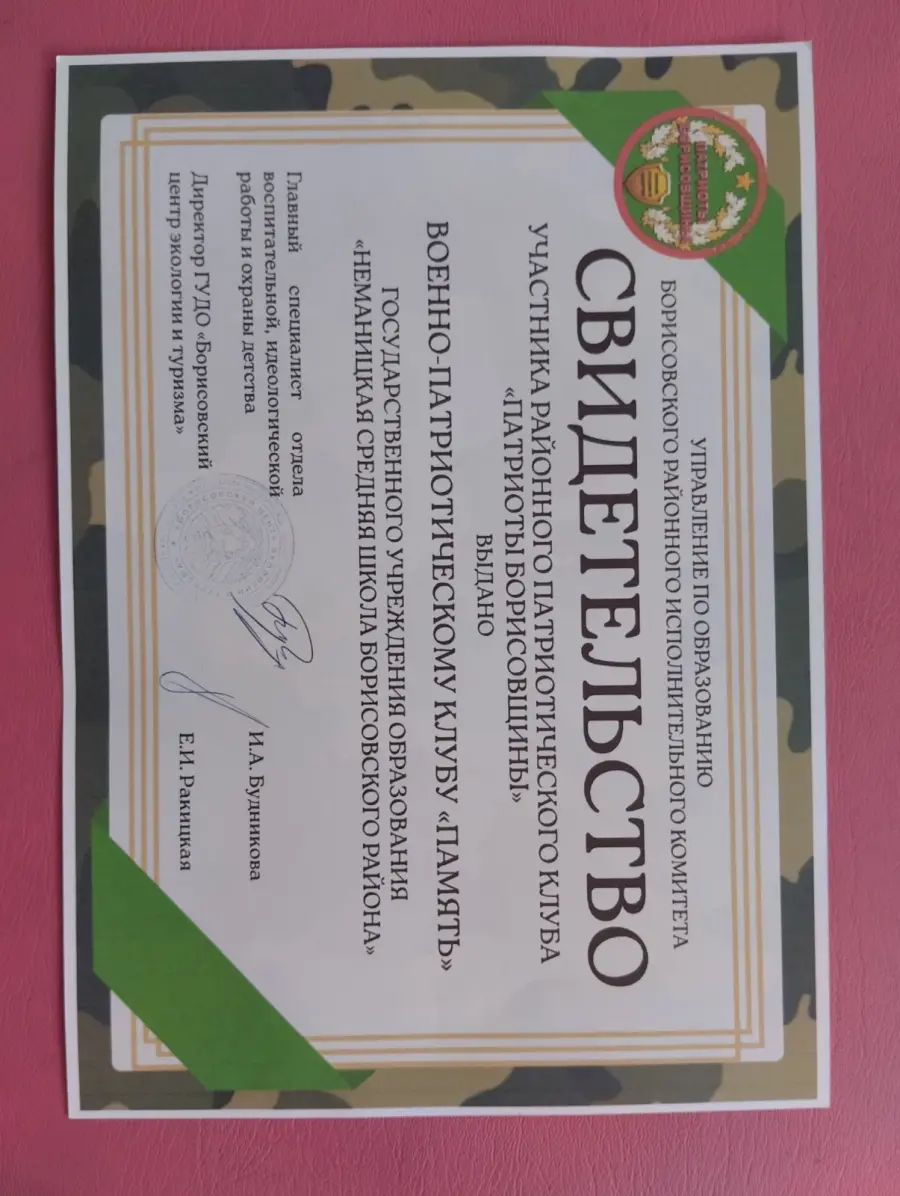 ПАТРИОТЫ
БОРИСОВЩИНЫ
УПРАВЛЕНИЕ ПО ОБРАЗОВАНИЮ
БОРИСОВСКОГО РАЙОННОГО ИСПОЛНИТЕЛЬНОГО КОМИТЕТА
СВИДЕТЕЛЬСТВО
УЧАСТНИКА РАЙОННОГО ПАТРИОТИЧЕСКОГО КЛУБА
«ПАТРИОТЫ БОРИСОВЩИНЫ»
ВЫДАНО
ВОЕННО-ПАТРИОТИЧЕСКОМУ КЛУБУ «ПАМЯТЬ»
ГОСУДАРСТВЕННОГО УЧРЕЖДЕНИЯ ОБРАЗОВАНИЯ
«НЕМАНИЦКАЯ СРЕДНЯЯ ШКОЛА БОРИСОВСКОГО РАЙОНА»
Главный специалист отдела
воспитательной, идеологической
работы и охраны детства
И.А. Будникова
Директор ГУДО «Борисовский
центр экологии и туризма»
Е.И. Ракицкая